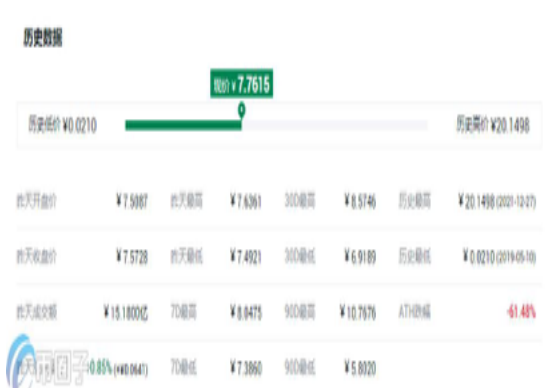 历史数据
现价 ¥7.7615
历史低价 ¥0.0210 历史高价 ¥20.1498
昨天开盘价 ¥7.5087 昨天最高 ¥7.6361 30D最高 ¥8.5746 历史最高 ¥20.1498 (2021-12-27)
昨天收盘价 ¥7.5728 昨天最低 ¥7.4921 30D最低 ¥6.9189 历史最低 ¥0.0210 (2019-05-10)
昨天成交额 ¥15.1800亿 7D最高 ¥8.0475 90D最高 ¥10.7676 ATH跌幅 -61.48%
0.85% (+¥0.0641) 7D最低 ¥7.3860 90D最低 ¥5.8020
币圈子